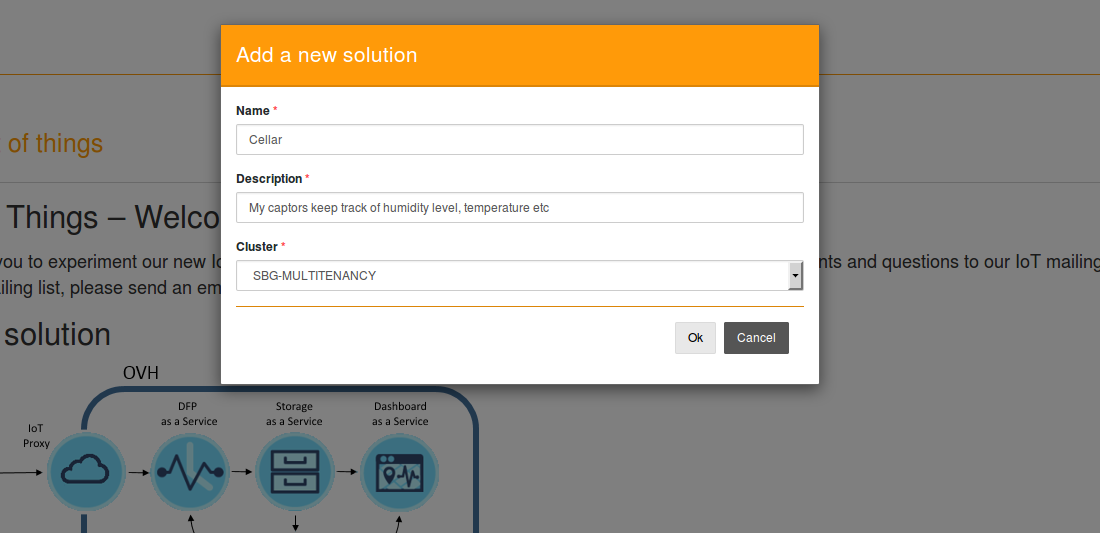 Add a new solution
Name *
Cellar
Description *
My captors keep track of humidity level, temperature etc
Cluster *
SBG-MULTITENANCY
Ok
Cancel
of things
Things – Welco
you to experiment our new Io
nts and questions to our IoT mailing
iling list, please send an em
solution
OVH
DFP
as a Service
Storage
as a Service
Dashboard
as a Service
IoT
Proxy